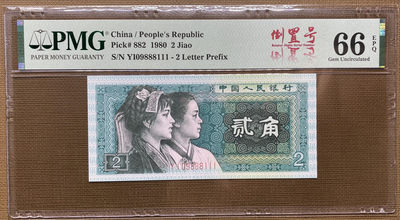 PMG
PAPER MONEY GUARANTY
China / People's Republic
Pick# 882 1980 2 Jiao
S/N YI09888111 - 2 Letter Prefix
倒置号
66 EPQ
Gem Uncirculated
中国人民银行
贰角
YI09888111
2
2